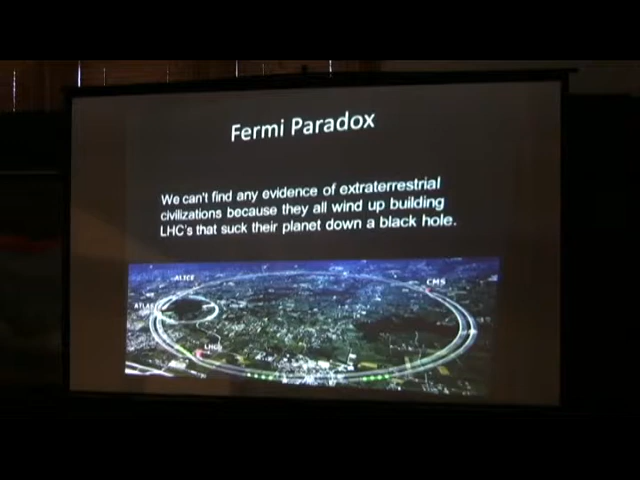 Fermi Paradox
We can't find any evidence of extraterrestrial
civilizations because they all wind up building
LHC's that suck their planet down a black hole.
ALICE
CMS
ATLAS